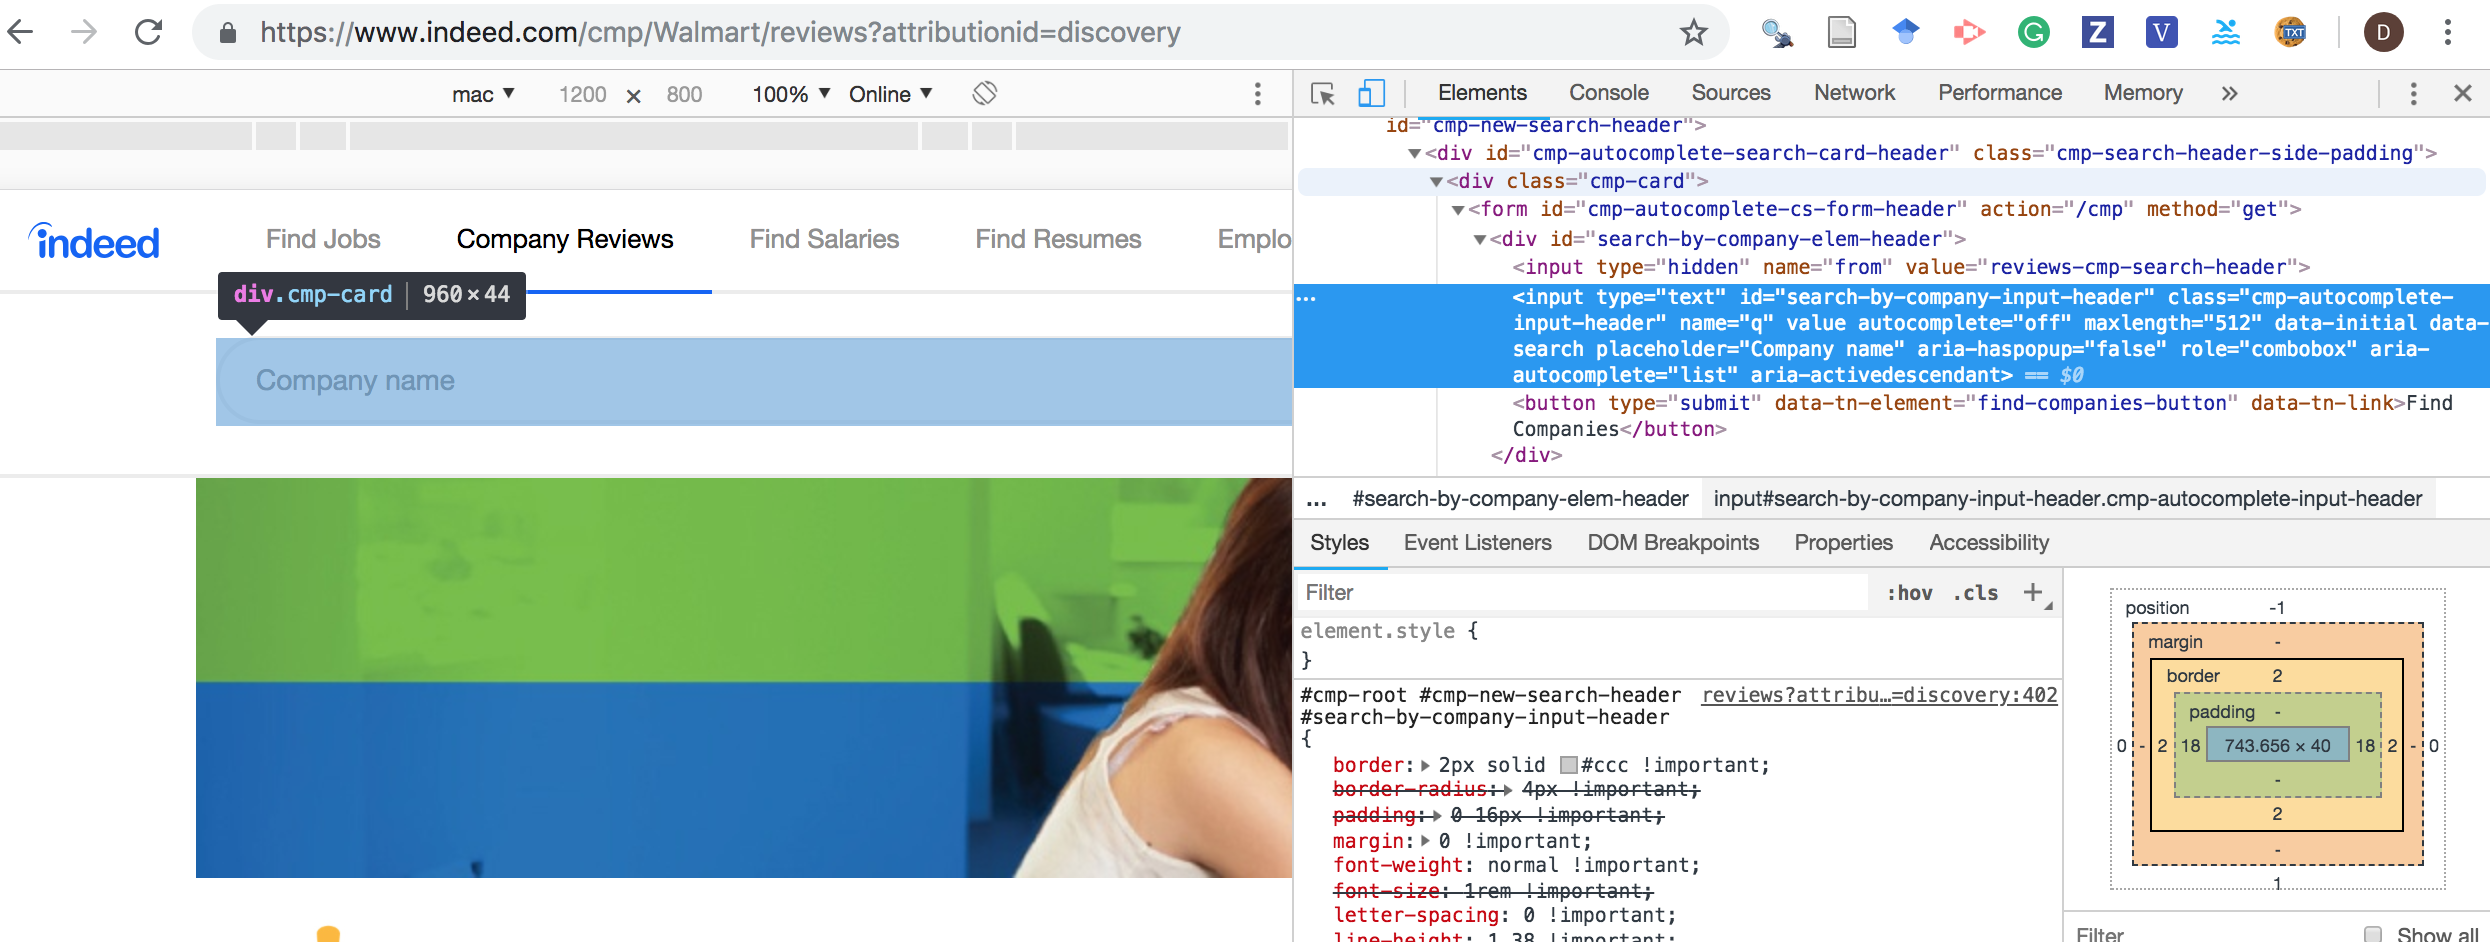 https://www.indeed.com/cmp/Walmart/reviews?attributionid=discovery
G Z V TXT D
mac ▼ 1200 × 800 100% ▼ Online ▼
Elements Console Sources Network Performance Memory »
indeed Find Jobs Company Reviews Find Salaries Find Resumes Emplo
div.cmp-card 960×44
Company name
id="cmp-new-search-header">
▼<div id="cmp-autocomplete-search-card-header" class="cmp-search-header-side-padding">
▼<div class="cmp-card">
▼<form id="cmp-autocomplete-cs-form-header" action="/cmp" method="get">
▼<div id="search-by-company-elem-header">
<input type="hidden" name="from" value="reviews-cmp-search-header">
<input type="text" id="search-by-company-input-header" class="cmp-autocomplete-
input-header" name="q" value autocomplete="off" maxlength="512" data-initial data-
search placeholder="Company name" aria-haspopup="false" role="combobox" aria-
autocomplete="list" aria-activedescendant> == $0
<button type="submit" data-tn-element="find-companies-button" data-tn-link>Find
Companies</button>
</div>
... #search-by-company-elem-header input#search-by-company-input-header.cmp-autocomplete-input-header
Styles Event Listeners DOM Breakpoints Properties Accessibility
Filter :hov .cls +
element.style {
}
#cmp-root #cmp-new-search-header reviews?attribu…=discovery:402
#search-by-company-input-header
{
border:▶ 2px solid #ccc !important;
border-radius:▶ 4px !important;
padding:▶ 0 16px !important;
margin:▶ 0 !important;
font-weight: normal !important;
font-size: 1rem !important;
letter-spacing: 0 !important;
line-height: 1.38 !important;
position -1
margin -
border 2
padding -
0 - 2 18 743.656 × 40 18 2 - 0
-
2
-
1
Filter Show all